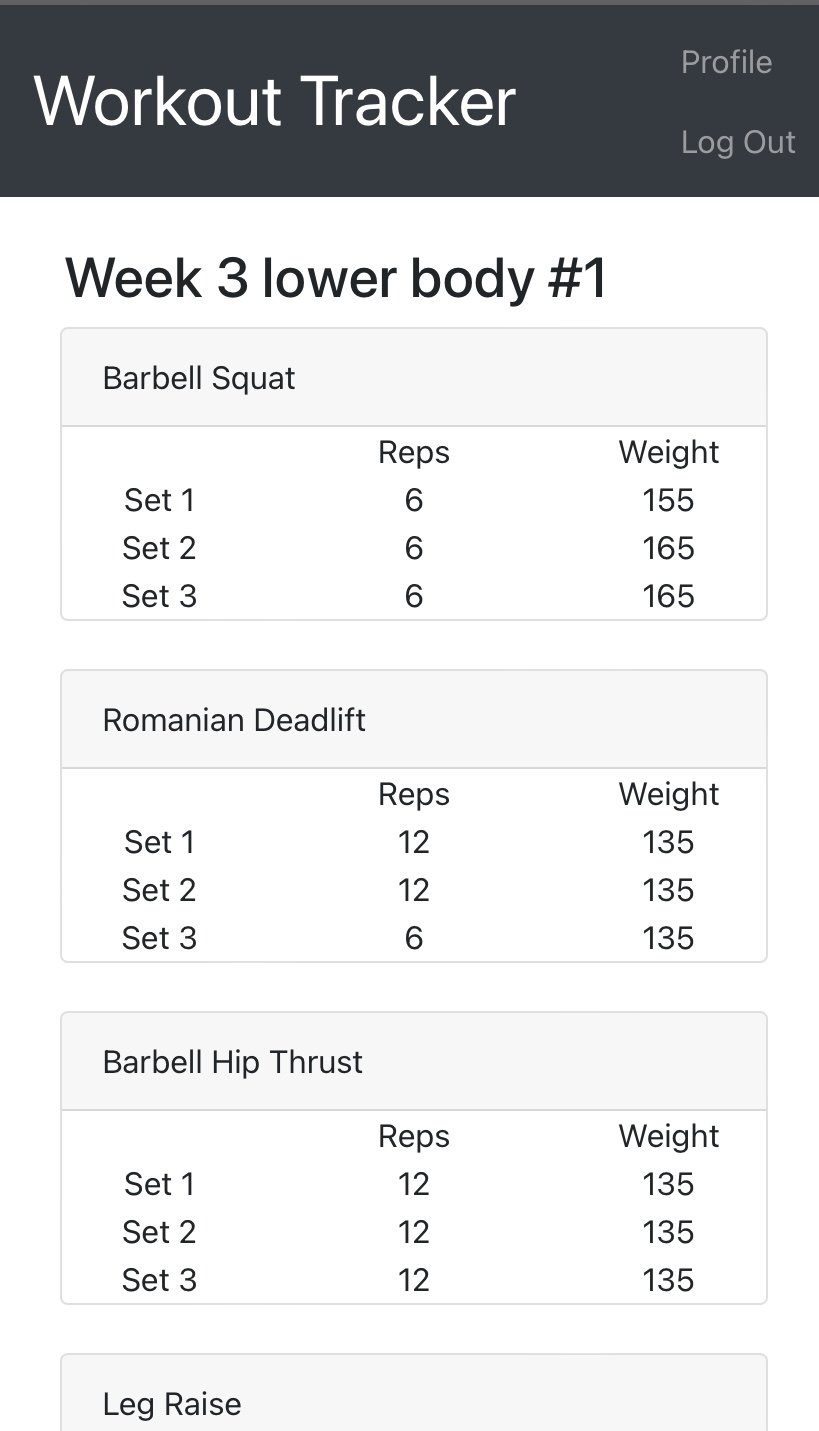 Workout Tracker
Profile
Log Out
Week 3 lower body #1
Barbell Squat
Reps Weight
Set 1 6 155
Set 2 6 165
Set 3 6 165
Romanian Deadlift
Reps Weight
Set 1 12 135
Set 2 12 135
Set 3 6 135
Barbell Hip Thrust
Reps Weight
Set 1 12 135
Set 2 12 135
Set 3 12 135
Leg Raise